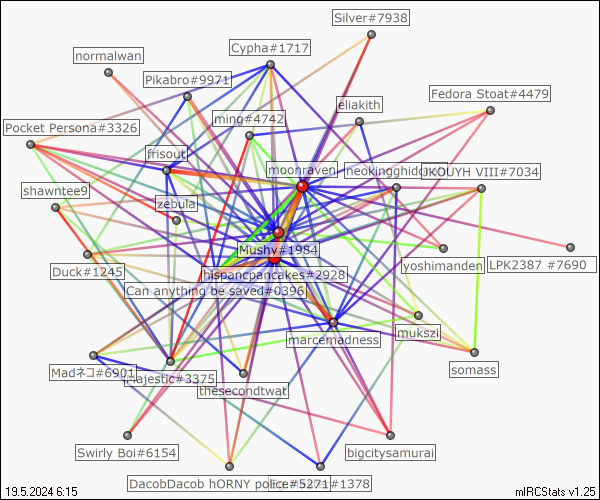 Silver#7938
Cypha#1717
normalwan
Pikabro#9971
Fedora Stoat#4479
eliakith
ming#4742
Pocket Persona#3326
frisout
moonraven
neokingghidor
JKOUYH VIII#7034
shawntee9
zebula
Mushy#1984
yoshimanden
LPK2387 #7690
Duck#1245
hispancpancakes#2928
Can anything be saved#0396
marcemadness
mukszi
somass
Madネコ#6901
Majestic#3375
thesecondtwat
Swirly Boi#6154
bigcitysamurai
DacobDacob hORNY police#5271
#1378
19.5.2024 6:15
mIRCStats v1.25